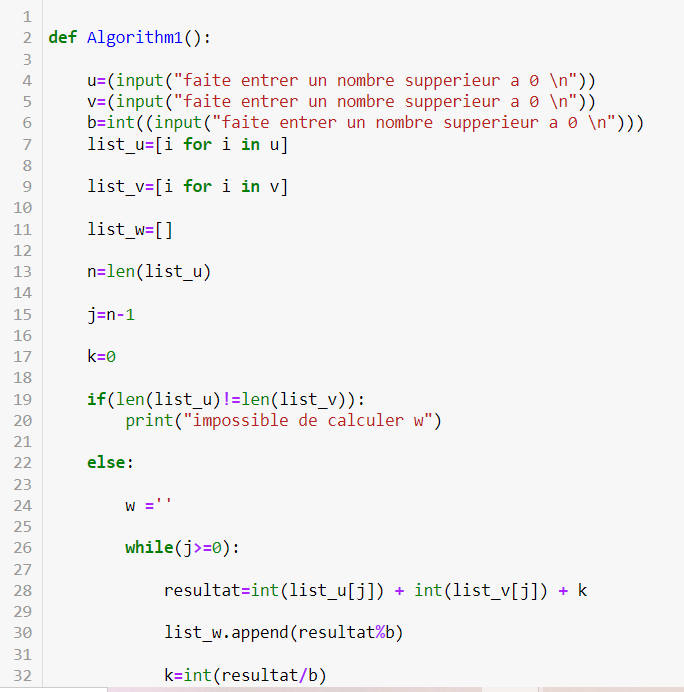 1
2 def Algorithm1():
3
4     u=(input("faite entrer un nombre supperieur a 0 \n"))
5     v=(input("faite entrer un nombre supperieur a 0 \n"))
6     b=int((input("faite entrer un nombre supperieur a 0 \n")))
7     list_u=[i for i in u]
8
9     list_v=[i for i in v]
10
11     list_w=[]
12
13     n=len(list_u)
14
15     j=n-1
16
17     k=0
18
19     if(len(list_u)!=len(list_v)):
20         print("impossible de calculer w")
21
22     else:
23
24         w =''
25
26         while(j>=0):
27
28             resultat=int(list_u[j]) + int(list_v[j]) + k
29
30             list_w.append(resultat%b)
31
32             k=int(resultat/b)